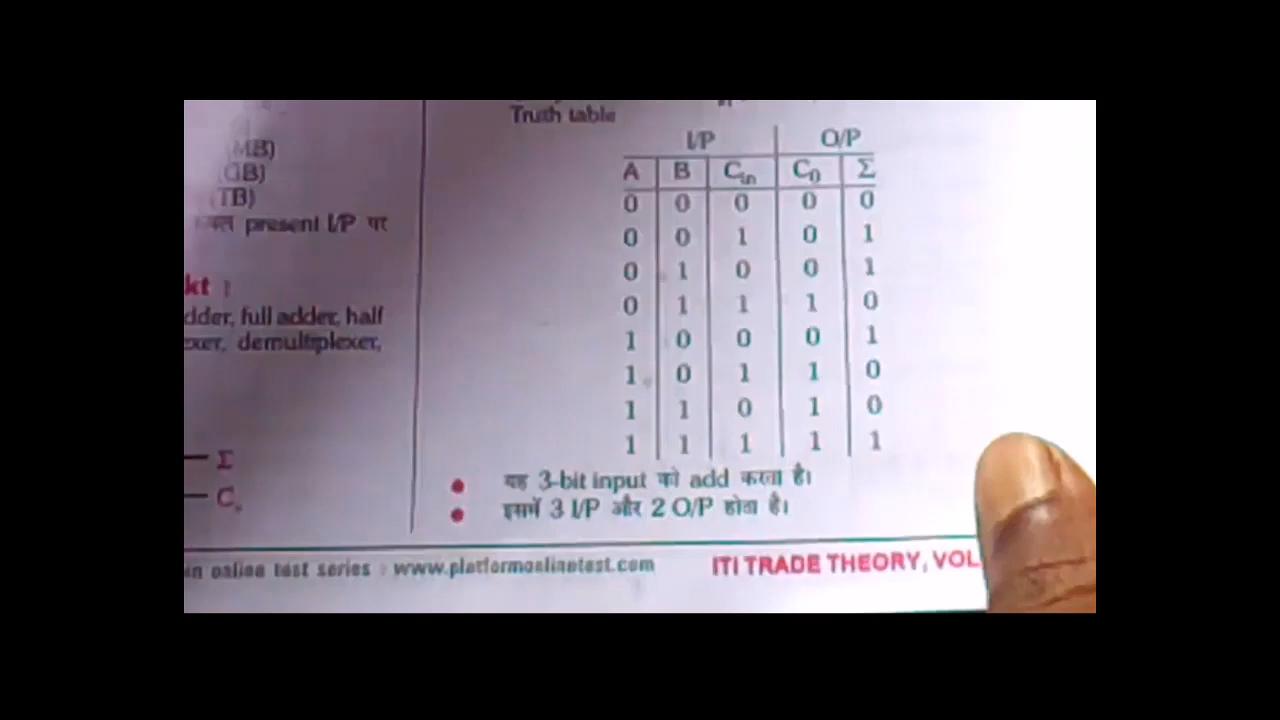 (MB)
(GB)
(TB)
present I/P पर
kt :
dder, full adder, half
exer, demultiplexer,
Σ
C
Truth table
I/P O/P
A B Cin C0 Σ
0 0 0 0 0
0 0 1 0 1
0 1 0 0 1
0 1 1 1 0
1 0 0 0 1
1 0 1 1 0
1 1 0 1 0
1 1 1 1 1
• यह 3-bit input को add करता है।
• इसमें 3 I/P और 2 O/P होता है।
in online test series : www.platformonlinetest.com ITI TRADE THEORY, VOL